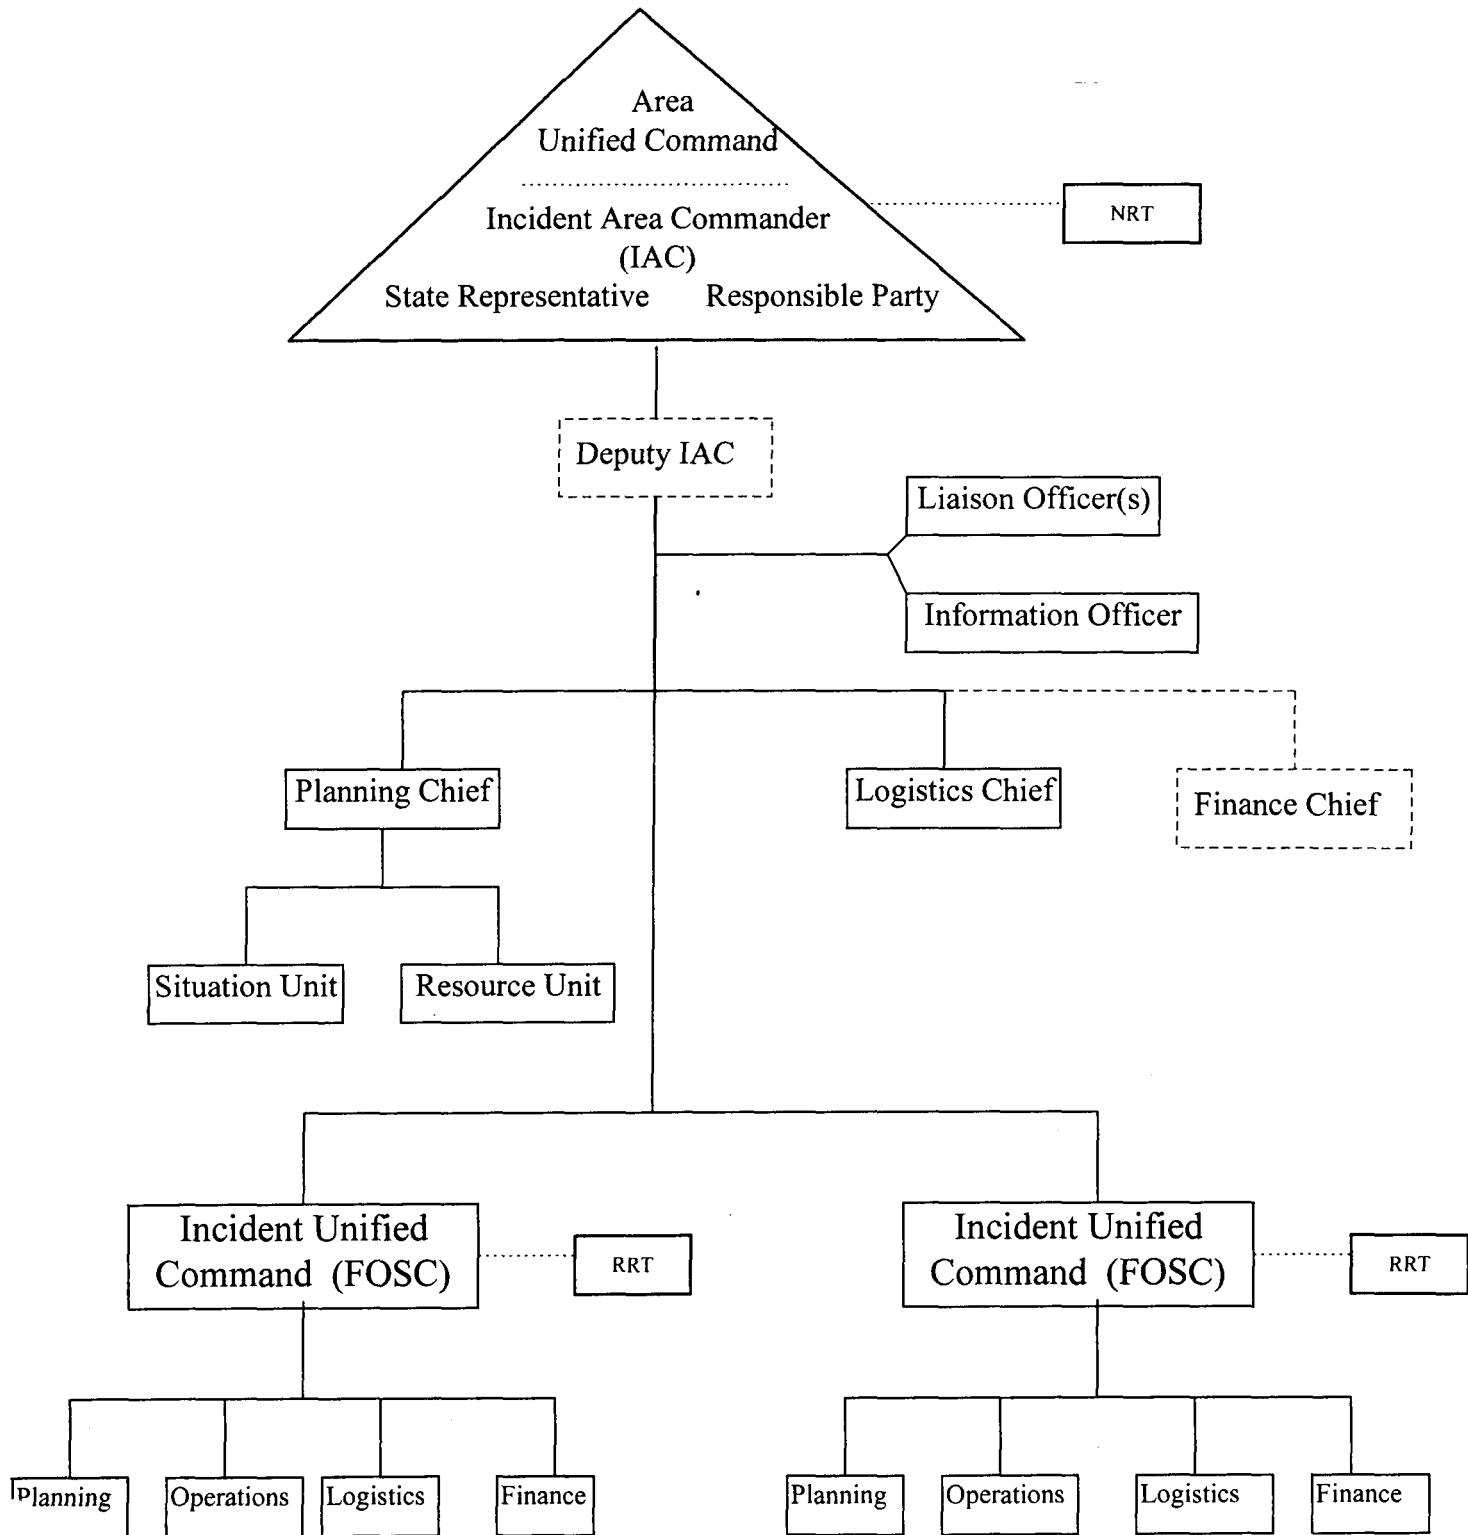 Area
Unified Command
Incident Area Commander
(IAC)
State Representative Responsible Party
NRT
Deputy IAC
Liaison Officer(s)
Information Officer
Planning Chief
Logistics Chief
Finance Chief
Situation Unit
Resource Unit
Incident Unified
Command (FOSC)
RRT
Incident Unified
Command (FOSC)
RRT
Planning
Operations
Logistics
Finance
Planning
Operations
Logistics
Finance